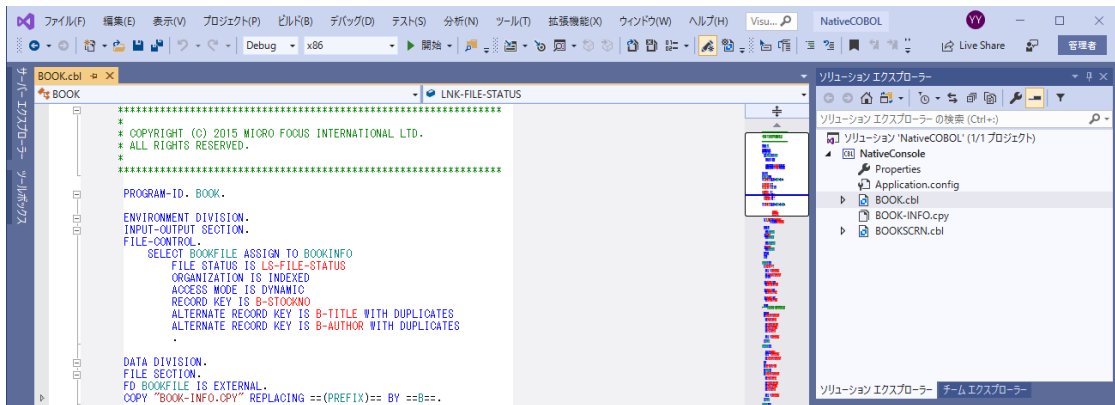 ファイル(F) 編集(E) 表示(V) プロジェクト(P) ビルド(B) デバッグ(D) テスト(S) 分析(N) ツール(T) 拡張機能(X) ウィンドウ(W) ヘルプ(H) Visu... NativeCOBOL YY
Debug x86 開始 Live Share 管理者
サーバー エクスプローラー ツールボックス
BOOK.cbl
BOOK LNK-FILE-STATUS
****************************************************************
*
* COPYRIGHT (C) 2015 MICRO FOCUS INTERNATIONAL LTD.
* ALL RIGHTS RESERVED.
*
****************************************************************
PROGRAM-ID. BOOK.
ENVIRONMENT DIVISION.
INPUT-OUTPUT SECTION.
FILE-CONTROL.
SELECT BOOKFILE ASSIGN TO BOOKINFO
FILE STATUS IS LS-FILE-STATUS
ORGANIZATION IS INDEXED
ACCESS MODE IS DYNAMIC
RECORD KEY IS B-STOCKNO
ALTERNATE RECORD KEY IS B-TITLE WITH DUPLICATES
ALTERNATE RECORD KEY IS B-AUTHOR WITH DUPLICATES
.
DATA DIVISION.
FILE SECTION.
FD BOOKFILE IS EXTERNAL.
COPY "BOOK-INFO.CPY" REPLACING ==(PREFIX)== BY ==B==.
ソリューション エクスプローラー
ソリューション エクスプローラー の検索 (Ctrl+;)
ソリューション 'NativeCOBOL' (1/1 プロジェクト)
CBL NativeConsole
Properties
Application.config
BOOK.cbl
BOOK-INFO.cpy
BOOKSCRN.cbl
ソリューション エクスプローラー チーム エクスプローラー